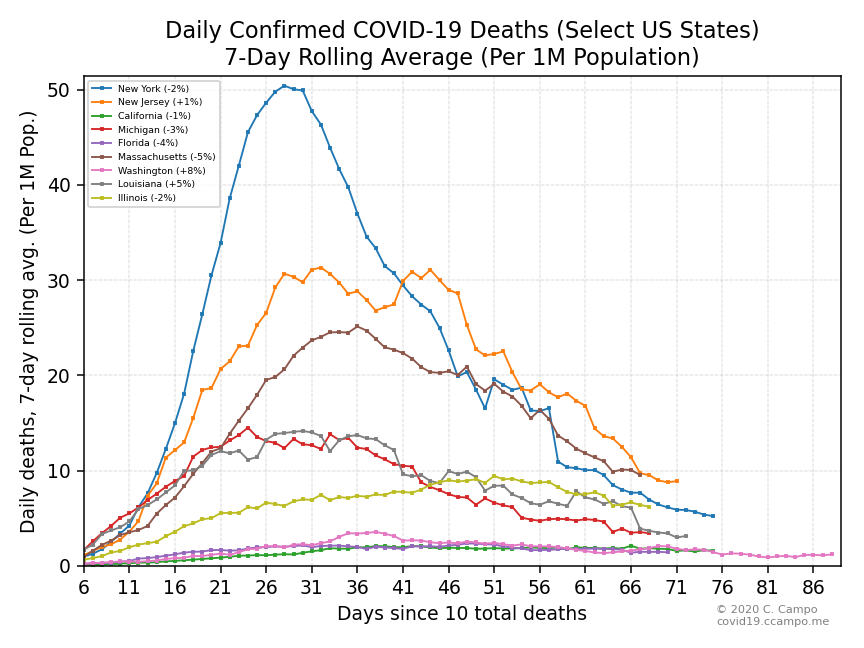 Daily Confirmed COVID-19 Deaths (Select US States)
7-Day Rolling Average (Per 1M Population)
Daily deaths, 7-day rolling avg. (Per 1M Pop.)
50
40
30
20
10
0
New York (-2%)
New Jersey (+1%)
California (-1%)
Michigan (-3%)
Florida (-4%)
Massachusetts (-5%)
Washington (+8%)
Louisiana (+5%)
Illinois (-2%)
6 11 16 21 26 31 36 41 46 51 56 61 66 71 76 81 86
Days since 10 total deaths
© 2020 C. Campo
covid19.ccampo.me